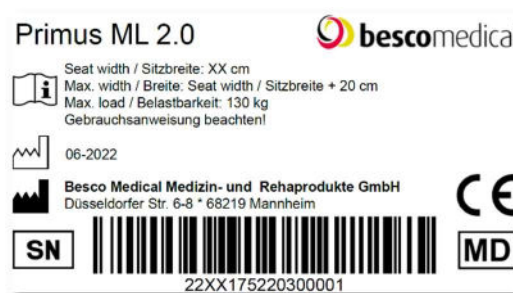 Primus ML 2.0
bescomedical
Seat width / Sitzbreite: XX cm
Max. width / Breite: Seat width / Sitzbreite + 20 cm
Max. load / Belastbarkeit: 130 kg
Gebrauchsanweisung beachten!
06-2022
Besco Medical Medizin- und Rehaprodukte GmbH
Düsseldorfer Str. 6-8 * 68219 Mannheim
CE
SN
MD
22XX175220300001